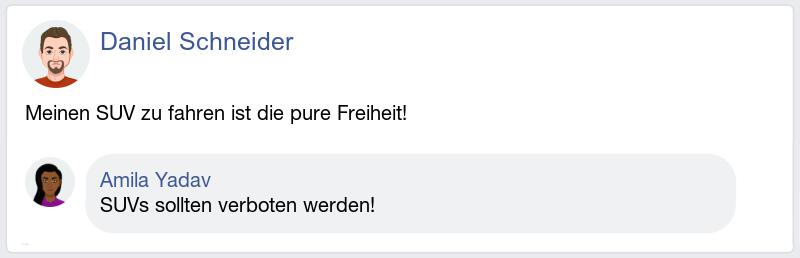 Daniel Schneider
Meinen SUV zu fahren ist die pure Freiheit!
Amila Yadav
SUVs sollten verboten werden!